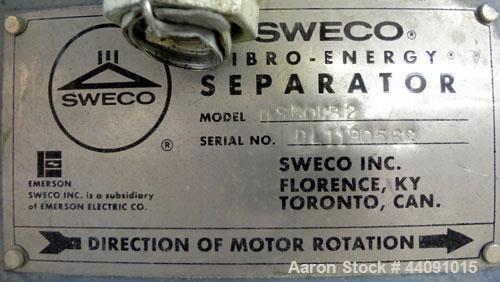 SWECO
®
EMERSON
SWECO INC. is a subsidiary
of EMERSON ELECTRIC CO.
SWECO®
IBRO-ENERGY®
SEPARATOR
MODEL
SERIAL NO.
SWECO INC.
FLORENCE, KY
TORONTO, CAN.
DIRECTION OF MOTOR ROTATION
Aaron Stock # 44091015